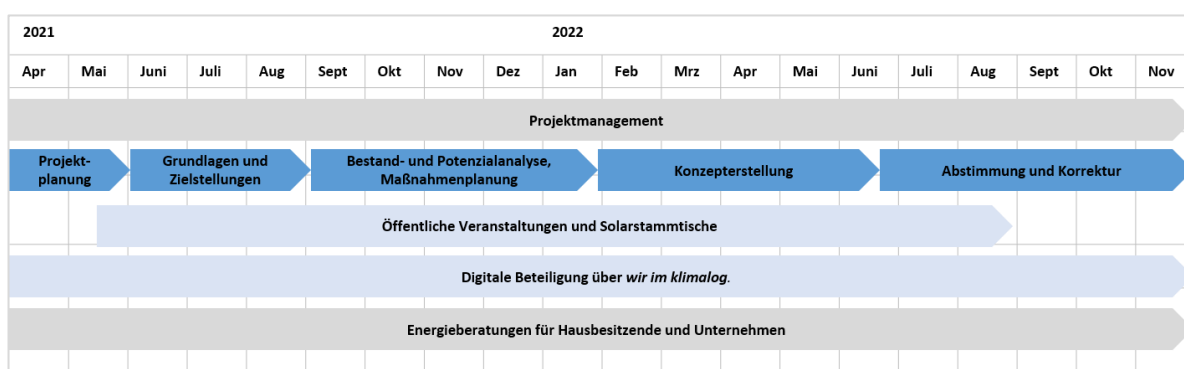 2021 2022
Apr Mai Juni Juli Aug Sept Okt Nov Dez Jan Feb Mrz Apr Mai Juni Juli Aug Sept Okt Nov
Projektmanagement
Projekt-
planung
Grundlagen und
Zielstellungen
Bestand- und Potenzialanalyse,
Maßnahmenplanung
Konzepterstellung
Abstimmung und Korrektur
Öffentliche Veranstaltungen und Solarstammtische
Digitale Beteiligung über wir im klimalog.
Energieberatungen für Hausbesitzende und Unternehmen